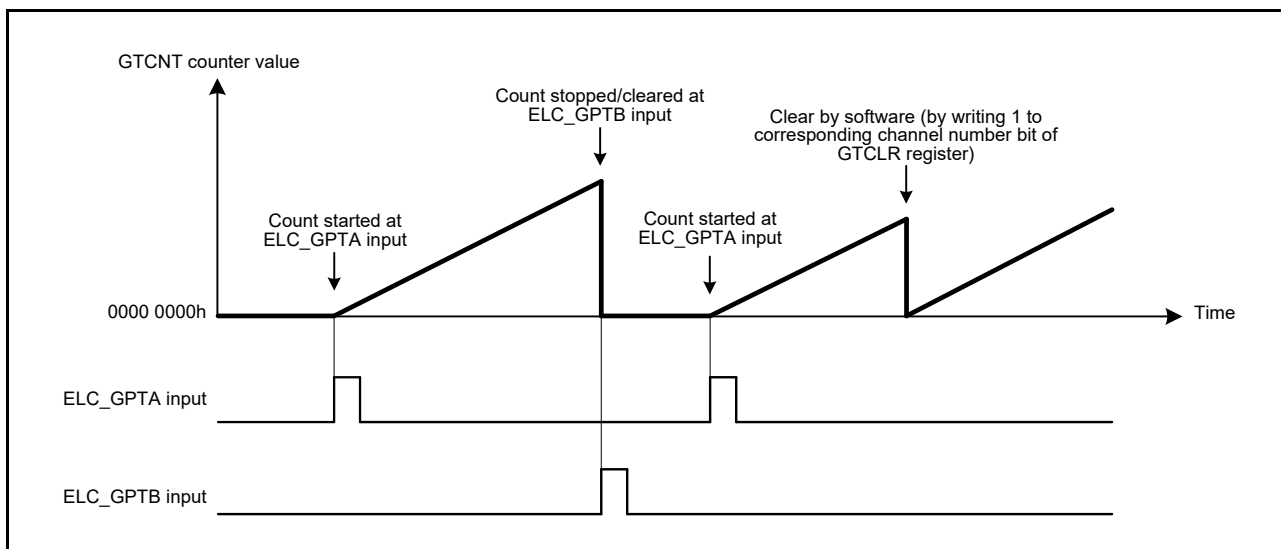 GTCNT counter value
Count stopped/cleared at
ELC_GPTB input
Clear by software (by writing 1 to
corresponding channel number bit of
GTCLR register)
Count started at
ELC_GPTA input
Count started at
ELC_GPTA input
0000 0000h
Time
ELC_GPTA input
ELC_GPTB input